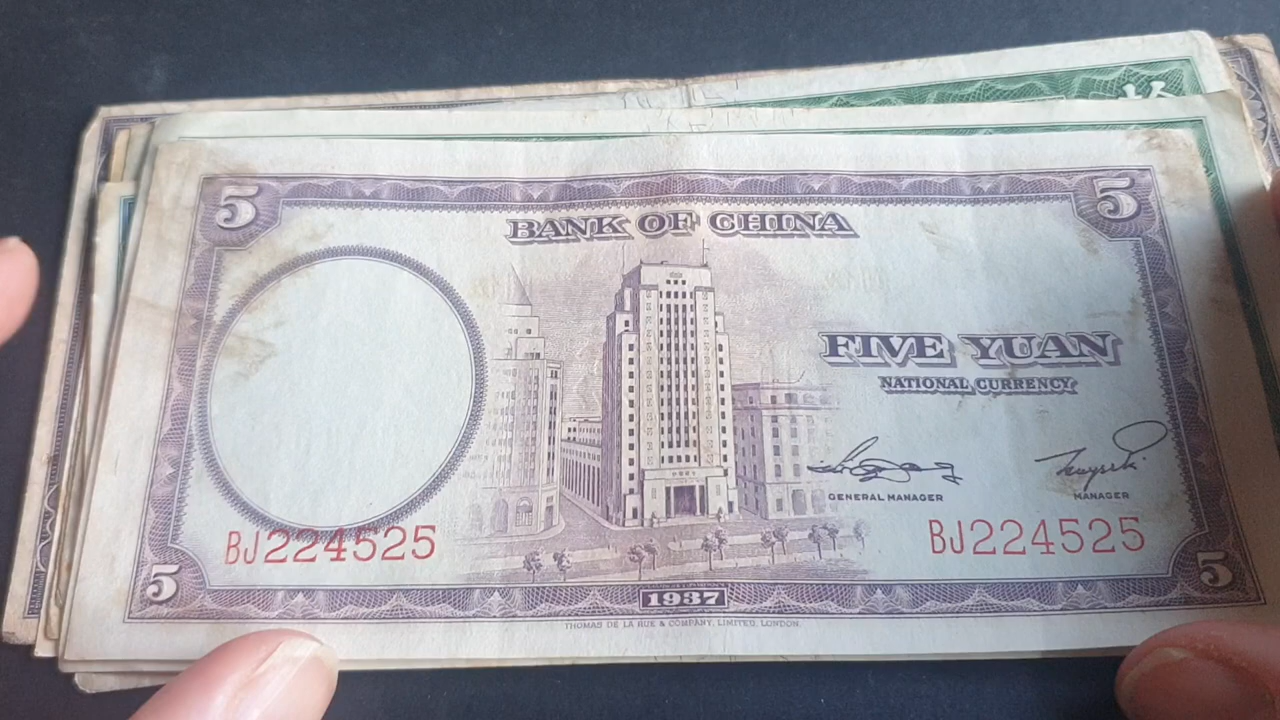 5 5
BANK OF CHINA
FIVE YUAN
NATIONAL CURRENCY
GENERAL MANAGER MANAGER
BJ224525 BJ224525
5 5
1937
THOMAS DE LA RUE & COMPANY, LIMITED, LONDON.